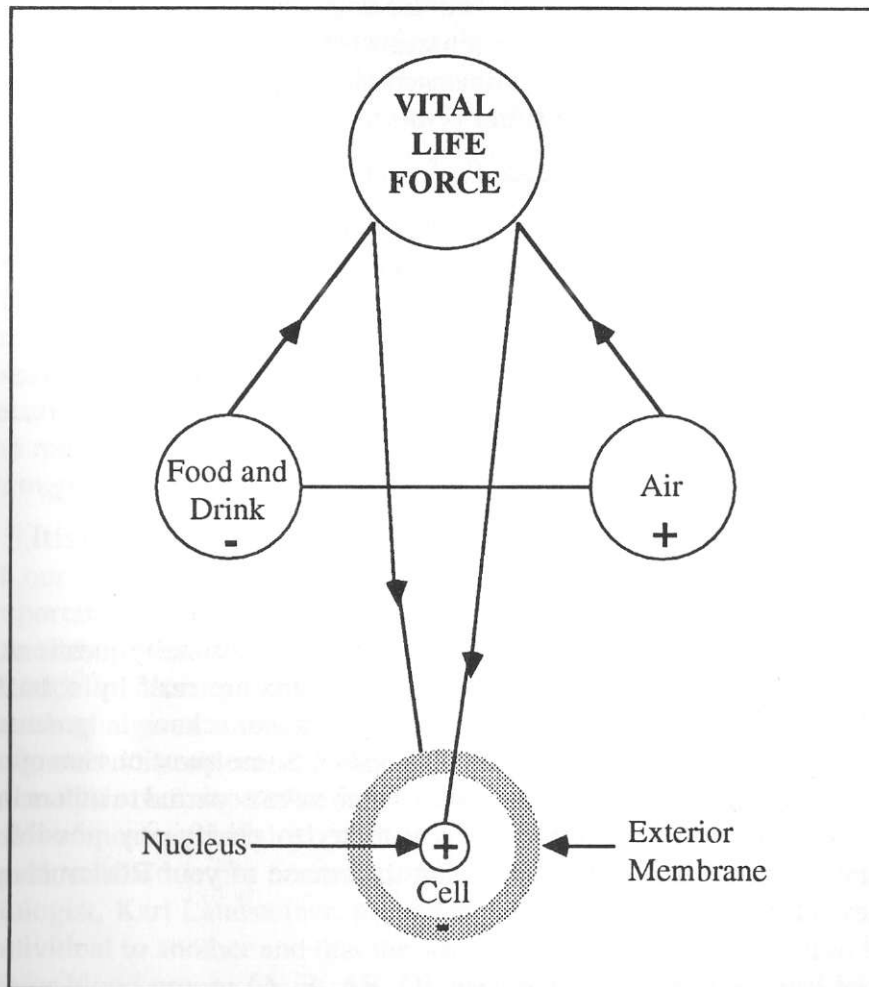 VITAL
LIFE
FORCE
Food and
Drink
-
Air
+
Nucleus
+
Cell
-
Exterior
Membrane